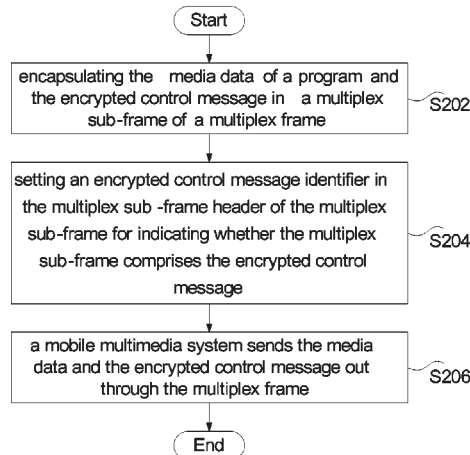 Start
encapsulating the media data of a program and
the encrypted control message in a multiplex
sub-frame of a multiplex frame
S202
setting an encrypted control message identifier in
the multiplex sub -frame header of the multiplex
sub-frame for indicating whether the multiplex
sub-frame comprises the encrypted control
message
S204
a mobile multimedia system sends the media
data and the encrypted control message out
through the multiplex frame
S206
End